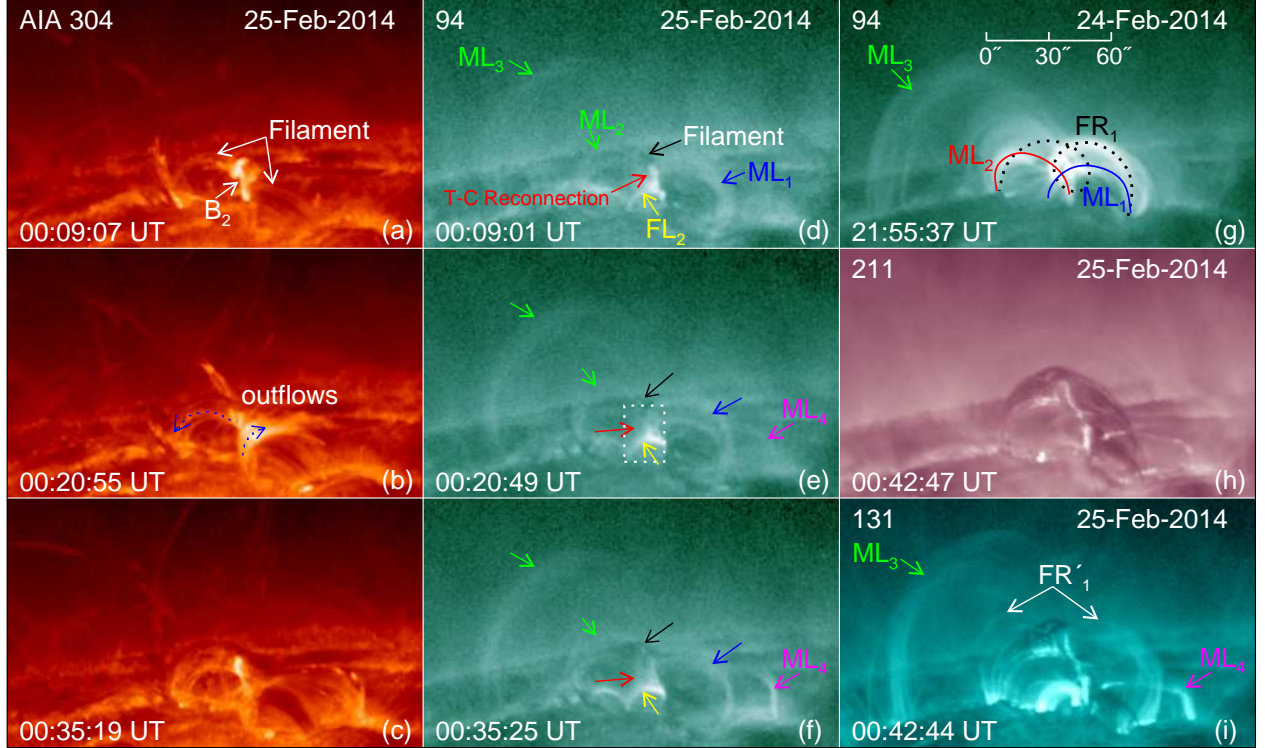 AIA 304 25-Feb-2014
Filament
B₂
00:09:07 UT (a)
94 25-Feb-2014
ML₃
ML₂
Filament
ML₁
T-C Reconnection
FL₂
00:09:01 UT (d)
94 24-Feb-2014
0″ 30″ 60″
ML₃
FR₁
ML₂
ML₁
21:55:37 UT (g)
outflows
00:20:55 UT (b)
ML₄
00:20:49 UT (e)
211 25-Feb-2014
00:42:47 UT (h)
00:35:19 UT (c)
ML₄
00:35:25 UT (f)
131 25-Feb-2014
ML₃
FR´₁
ML₄
00:42:44 UT (i)